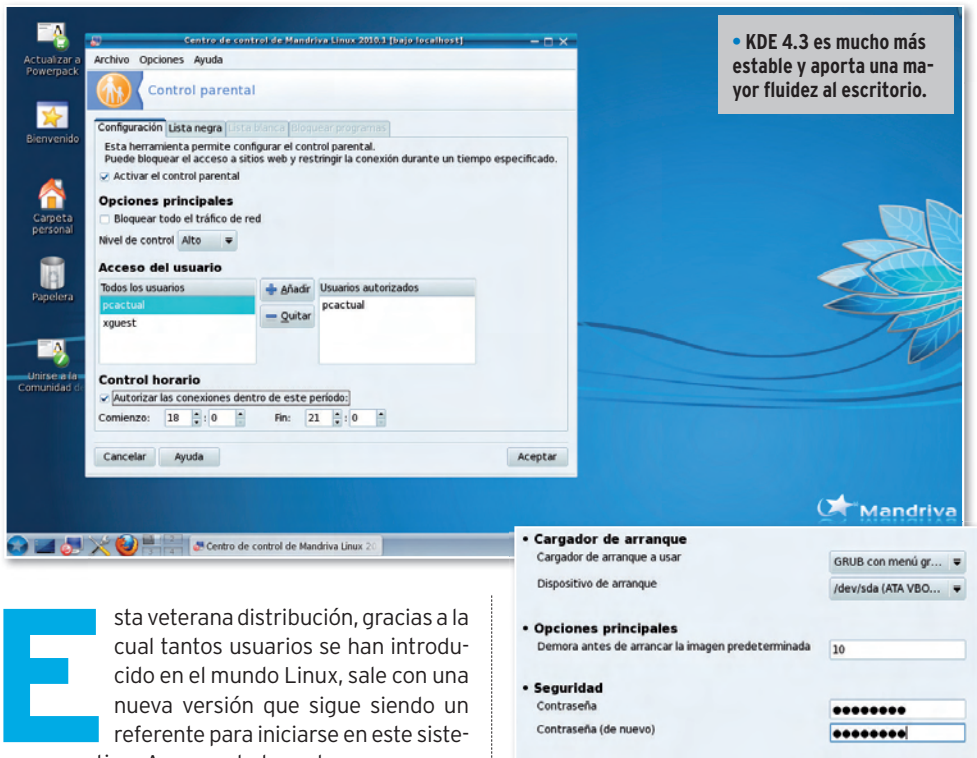 Actualizar a
Powerpack
Bienvenido
Carpeta
personal
Papelera
Unirse a la
Comunidad d
Centro de control de Mandriva Linux 2010.1 [bajo localhost]
Archivo Opciones Ayuda
Control parental
Configuración Lista negra Lista blanca Bloquear programas
Esta herramienta permite configurar el control parental.
Puede bloquear el acceso a sitios web y restringir la conexión durante un tiempo especificado.
Activar el control parental
Opciones principales
Bloquear todo el tráfico de red
Nivel de control Alto
Acceso del usuario
Todos los usuarios
pcactual
xguest
Añadir
Quitar
Usuarios autorizados
pcactual
Control horario
Autorizar las conexiones dentro de este período:
Comienzo: 18 : 0 Fin: 21 : 0
Cancelar Ayuda Aceptar
• KDE 4.3 es mucho más
estable y aporta una ma-
yor fluidez al escritorio.
Mandriva
Centro de control de Mandriva Linux 20
Esta veterana distribución, gracias a la
cual tantos usuarios se han introdu-
cido en el mundo Linux, sale con una
nueva versión que sigue siendo un
referente para iniciarse en este siste-
• Cargador de arranque
Cargador de arranque a usar GRUB con menú gr...
Dispositivo de arranque /dev/sda (ATA VBO...
• Opciones principales
Demora antes de arrancar la imagen predeterminada 10
• Seguridad
Contraseña ●●●●●●●●
Contraseña (de nuevo) ●●●●●●●●